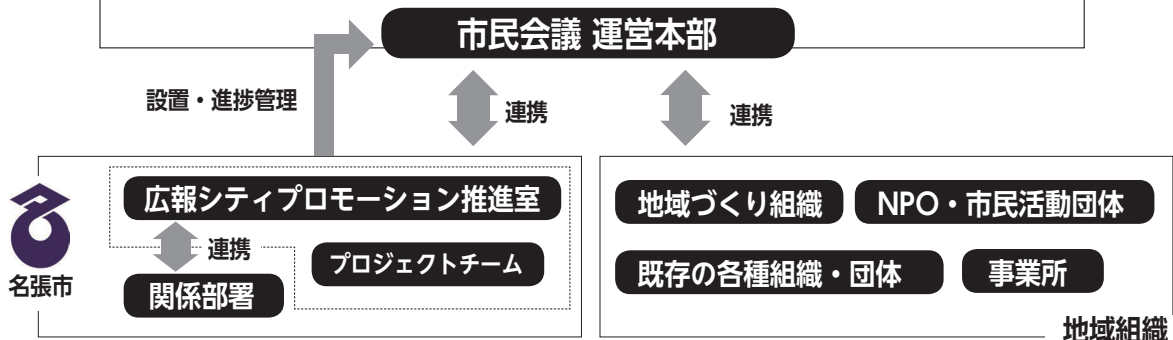 市民会議 運営本部
設置・進捗管理
連携
連携
広報シティプロモーション推進室
連携
プロジェクトチーム
関係部署
名張市
地域づくり組織
NPO・市民活動団体
既存の各種組織・団体
事業所
地域組織